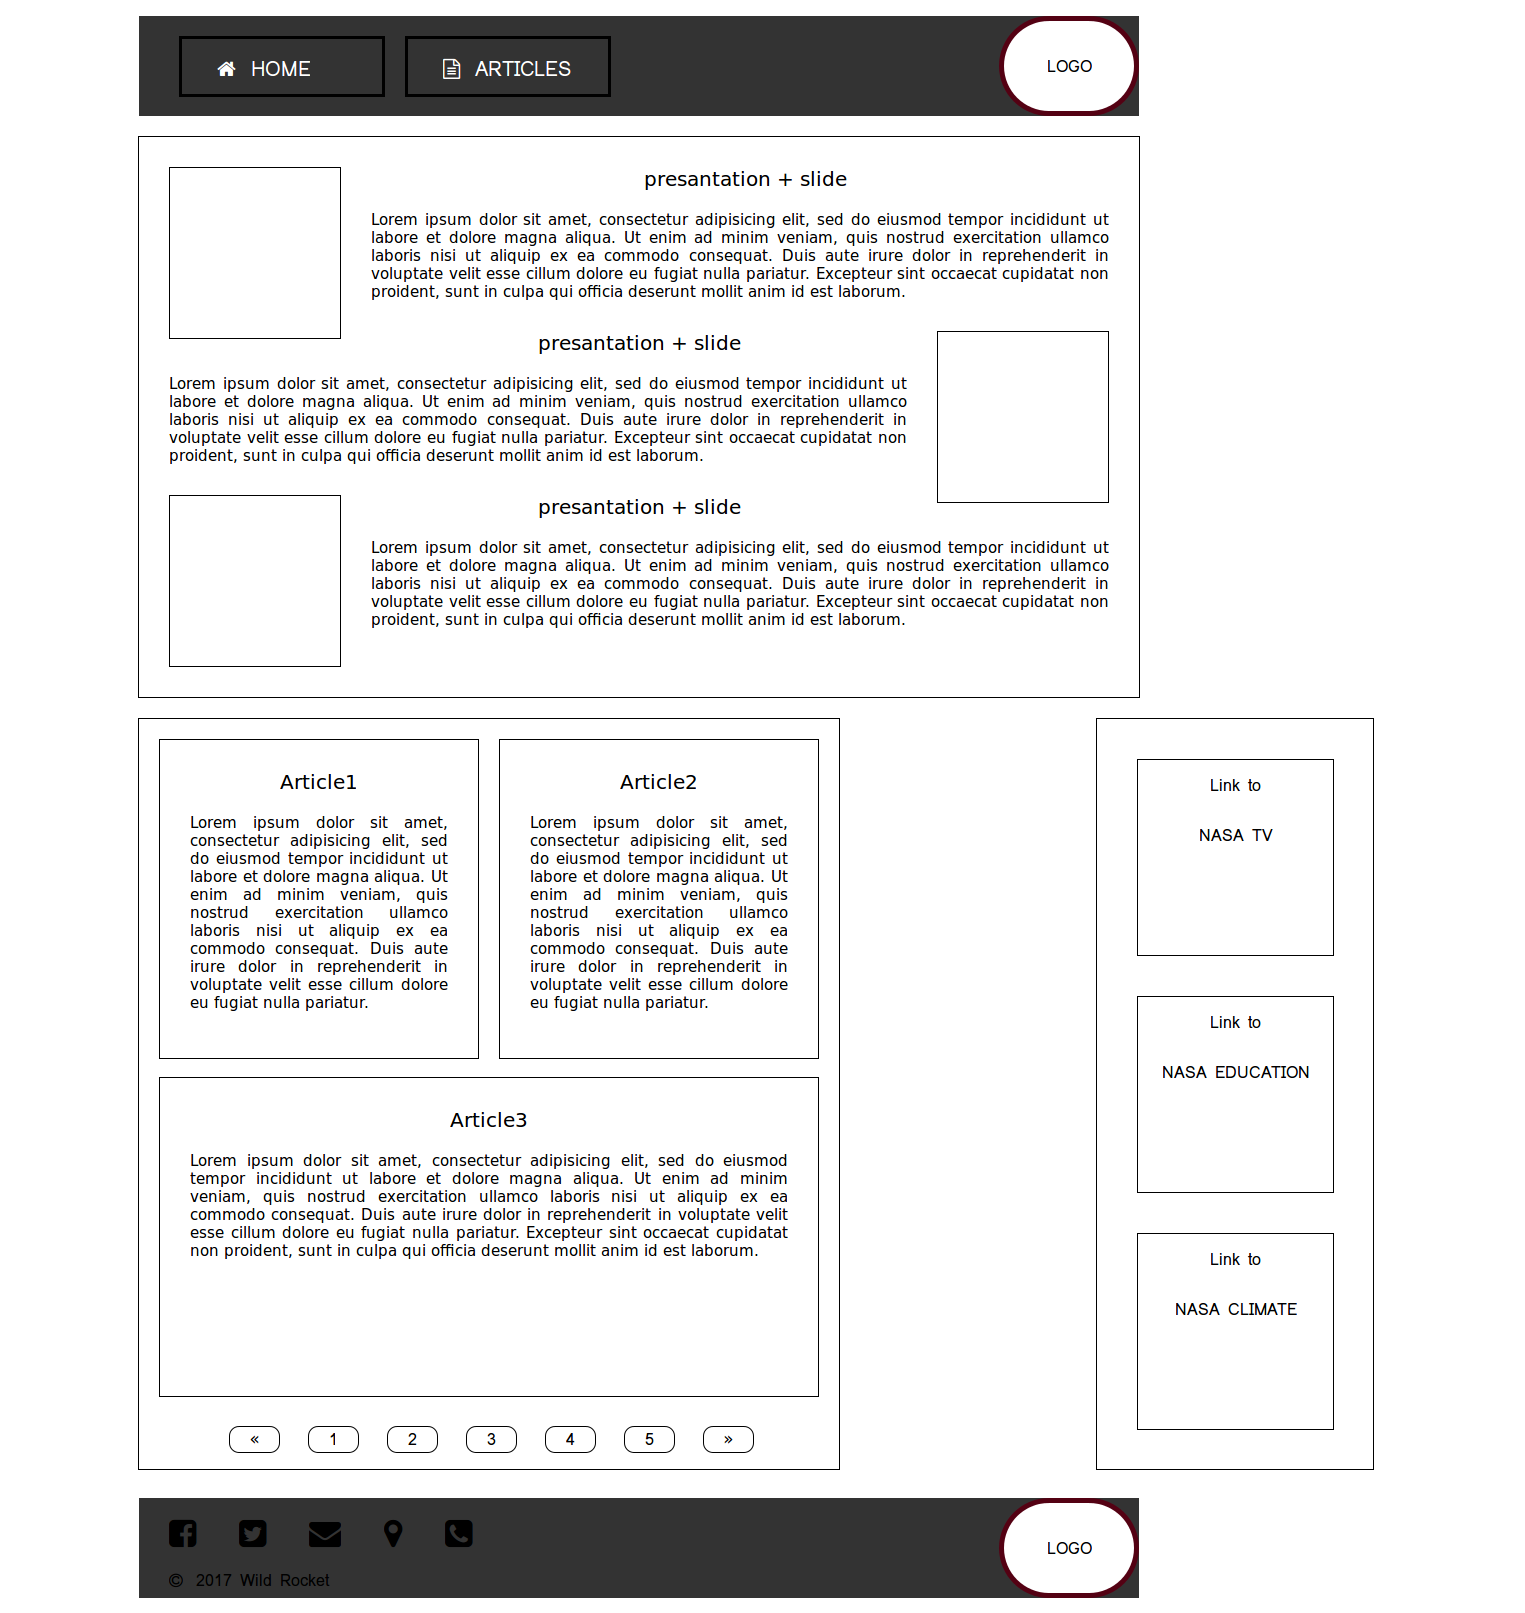 HOME
ARTICLES
LOGO
presantation + slide
Lorem ipsum dolor sit amet, consectetur adipisicing elit, sed do eiusmod tempor incididunt ut
labore et dolore magna aliqua. Ut enim ad minim veniam, quis nostrud exercitation ullamco
laboris nisi ut aliquip ex ea commodo consequat. Duis aute irure dolor in reprehenderit in
voluptate velit esse cillum dolore eu fugiat nulla pariatur. Excepteur sint occaecat cupidatat non
proident, sunt in culpa qui officia deserunt mollit anim id est laborum.
presantation + slide
Lorem ipsum dolor sit amet, consectetur adipisicing elit, sed do eiusmod tempor incididunt ut
labore et dolore magna aliqua. Ut enim ad minim veniam, quis nostrud exercitation ullamco
laboris nisi ut aliquip ex ea commodo consequat. Duis aute irure dolor in reprehenderit in
voluptate velit esse cillum dolore eu fugiat nulla pariatur. Excepteur sint occaecat cupidatat non
proident, sunt in culpa qui officia deserunt mollit anim id est laborum.
presantation + slide
Lorem ipsum dolor sit amet, consectetur adipisicing elit, sed do eiusmod tempor incididunt ut
labore et dolore magna aliqua. Ut enim ad minim veniam, quis nostrud exercitation ullamco
laboris nisi ut aliquip ex ea commodo consequat. Duis aute irure dolor in reprehenderit in
voluptate velit esse cillum dolore eu fugiat nulla pariatur. Excepteur sint occaecat cupidatat non
proident, sunt in culpa qui officia deserunt mollit anim id est laborum.
Article1
Lorem ipsum dolor sit amet,
consectetur adipisicing elit, sed
do eiusmod tempor incididunt ut
labore et dolore magna aliqua. Ut
enim ad minim veniam, quis
nostrud exercitation ullamco
laboris nisi ut aliquip ex ea
commodo consequat. Duis aute
irure dolor in reprehenderit in
voluptate velit esse cillum dolore
eu fugiat nulla pariatur.
Article2
Lorem ipsum dolor sit amet,
consectetur adipisicing elit, sed
do eiusmod tempor incididunt ut
labore et dolore magna aliqua. Ut
enim ad minim veniam, quis
nostrud exercitation ullamco
laboris nisi ut aliquip ex ea
commodo consequat. Duis aute
irure dolor in reprehenderit in
voluptate velit esse cillum dolore
eu fugiat nulla pariatur.
Article3
Lorem ipsum dolor sit amet, consectetur adipisicing elit, sed do eiusmod
tempor incididunt ut labore et dolore magna aliqua. Ut enim ad minim
veniam, quis nostrud exercitation ullamco laboris nisi ut aliquip ex ea
commodo consequat. Duis aute irure dolor in reprehenderit in voluptate velit
esse cillum dolore eu fugiat nulla pariatur. Excepteur sint occaecat cupidatat
non proident, sunt in culpa qui officia deserunt mollit anim id est laborum.
« 1 2 3 4 5 »
Link to
NASA TV
Link to
NASA EDUCATION
Link to
NASA CLIMATE
© 2017 Wild Rocket
LOGO